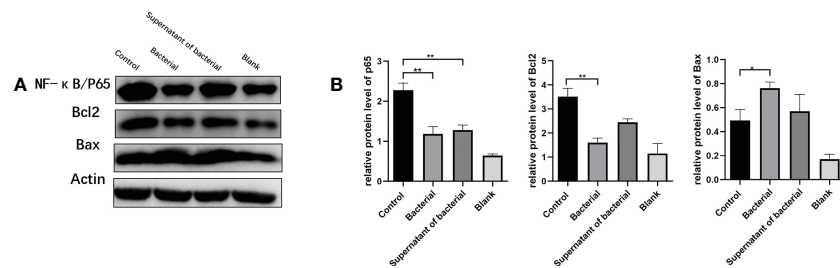 A
Control
Bacterial
Supernatant of bacterial
Blank
NF-κB/P65
Bcl2
Bax
Actin
B
relative protein level of p65
3
2
1
0
**
**
Control
Bacterial
Supernatant of bacterial
Blank
relative protein level of Bcl2
5
4
3
2
1
0
**
Control
Bacterial
Supernatant of bacterial
Blank
relative protein level of Bax
1.0
0.8
0.6
0.4
0.2
0.0
*
Control
Bacterial
Supernatant of bacterial
Blank